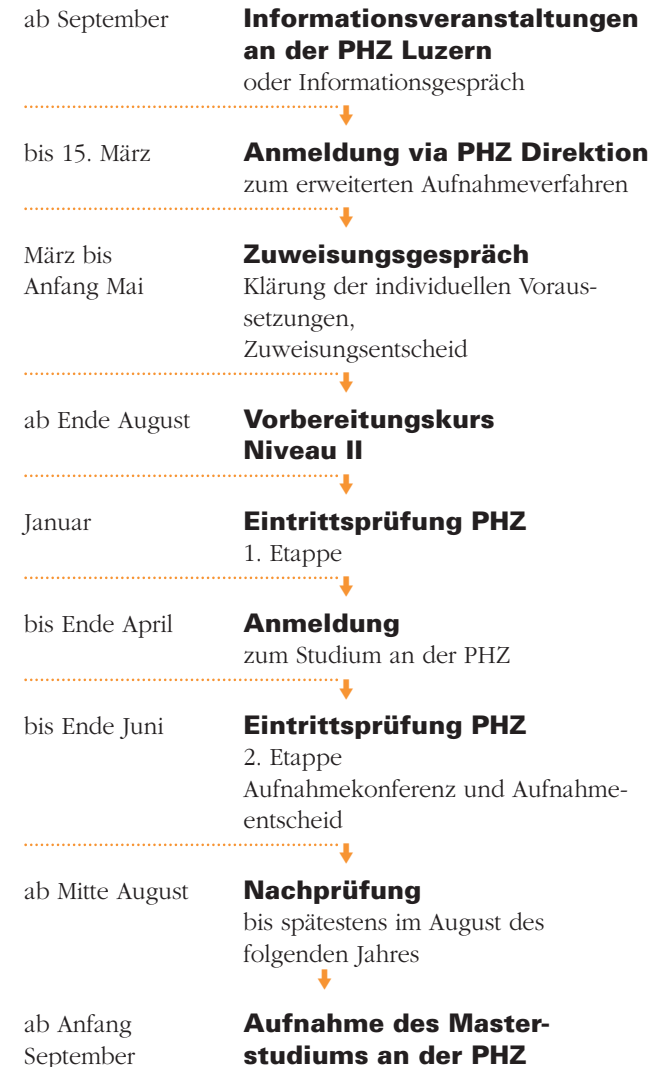 ab September Informationsveranstaltungen
an der PHZ Luzern
oder Informationsgespräch
bis 15. März Anmeldung via PHZ Direktion
zum erweiterten Aufnahmeverfahren
März bis Zuweisungsgespräch
Anfang Mai Klärung der individuellen Voraus-
setzungen,
Zuweisungsentscheid
ab Ende August Vorbereitungskurs
Niveau II
Januar Eintrittsprüfung PHZ
1. Etappe
bis Ende April Anmeldung
zum Studium an der PHZ
bis Ende Juni Eintrittsprüfung PHZ
2. Etappe
Aufnahmekonferenz und Aufnahme-
entscheid
ab Mitte August Nachprüfung
bis spätestens im August des
folgenden Jahres
ab Anfang Aufnahme des Master-
September studiums an der PHZ